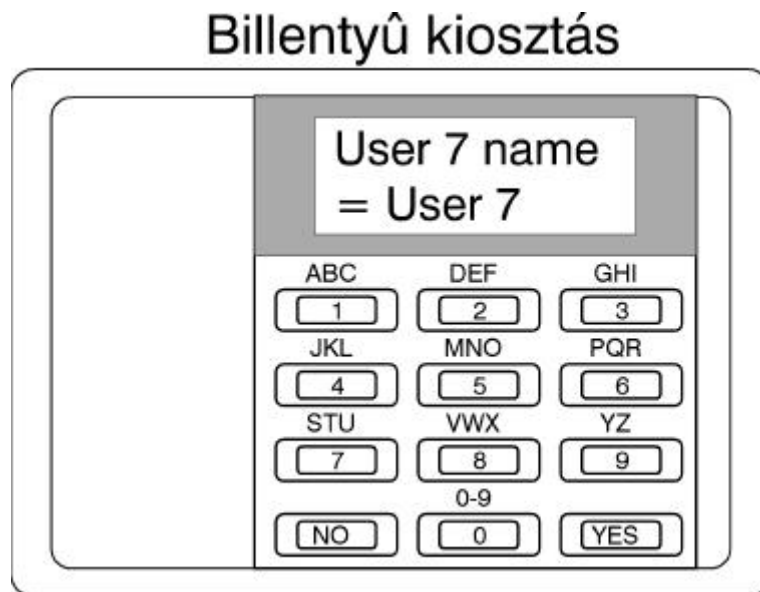 Billentyû kiosztás
User 7 name
= User 7
ABC DEF GHI
1 2 3
JKL MNO PQR
4 5 6
STU VWX YZ
7 8 9
0-9
NO 0 YES